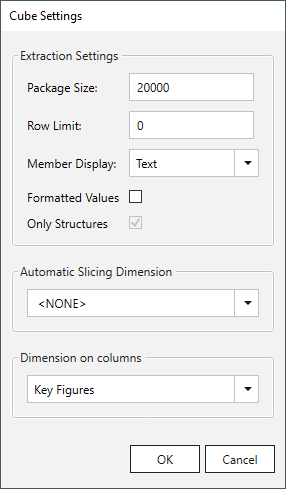 Cube Settings
Extraction Settings
Package Size: 20000
Row Limit: 0
Member Display: Text
Formatted Values
Only Structures
Automatic Slicing Dimension
<NONE>
Dimension on columns
Key Figures
OK Cancel